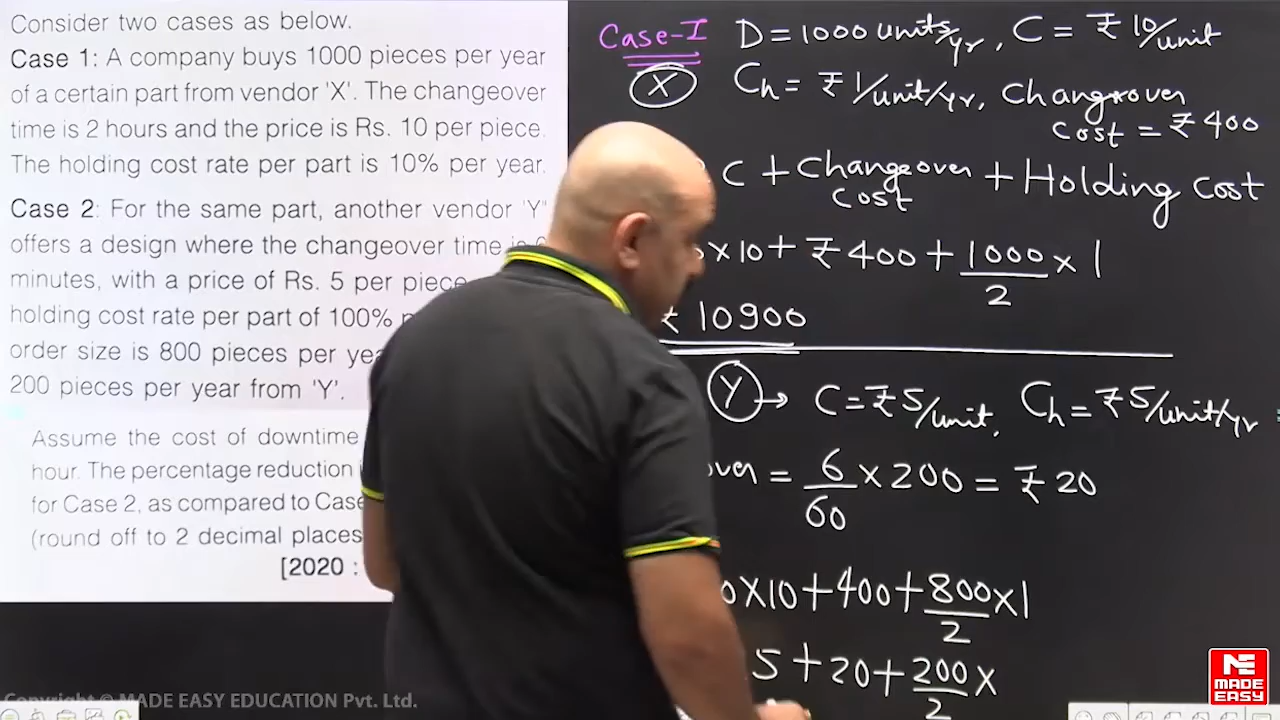 Consider two cases as below.
Case 1: A company buys 1000 pieces per year
of a certain part from vendor 'X'. The changeover
time is 2 hours and the price is Rs. 10 per piece.
The holding cost rate per part is 10% per year.
Case 2: For the same part, another vendor 'Y'
offers a design where the changeover time is
minutes, with a price of Rs. 5 per piece
holding cost rate per part of 100%
order size is 800 pieces per
200 pieces per year from 'Y'.
Assume the cost of downtime
hour. The percentage reduction
for Case 2, as compared to
(round off to 2 decimal places
[2020 :
Case-I D = 1000 units/yr, C = ₹10/unit
X Ch = ₹1/unit/yr, Changeover
cost = ₹400
C + Changeover + Holding Cost
cost
×10 + ₹400 + 1000/2 × 1
₹ 10900
Y → C = ₹5/unit, Ch = ₹5/unit/yr
= 6/60 × 200 = ₹20
×10 + 400 + 800/2 × 1
5 + 20 + 200/2 ×
Copyright © MADE EASY EDUCATION Pvt. Ltd.
MADE
EASY